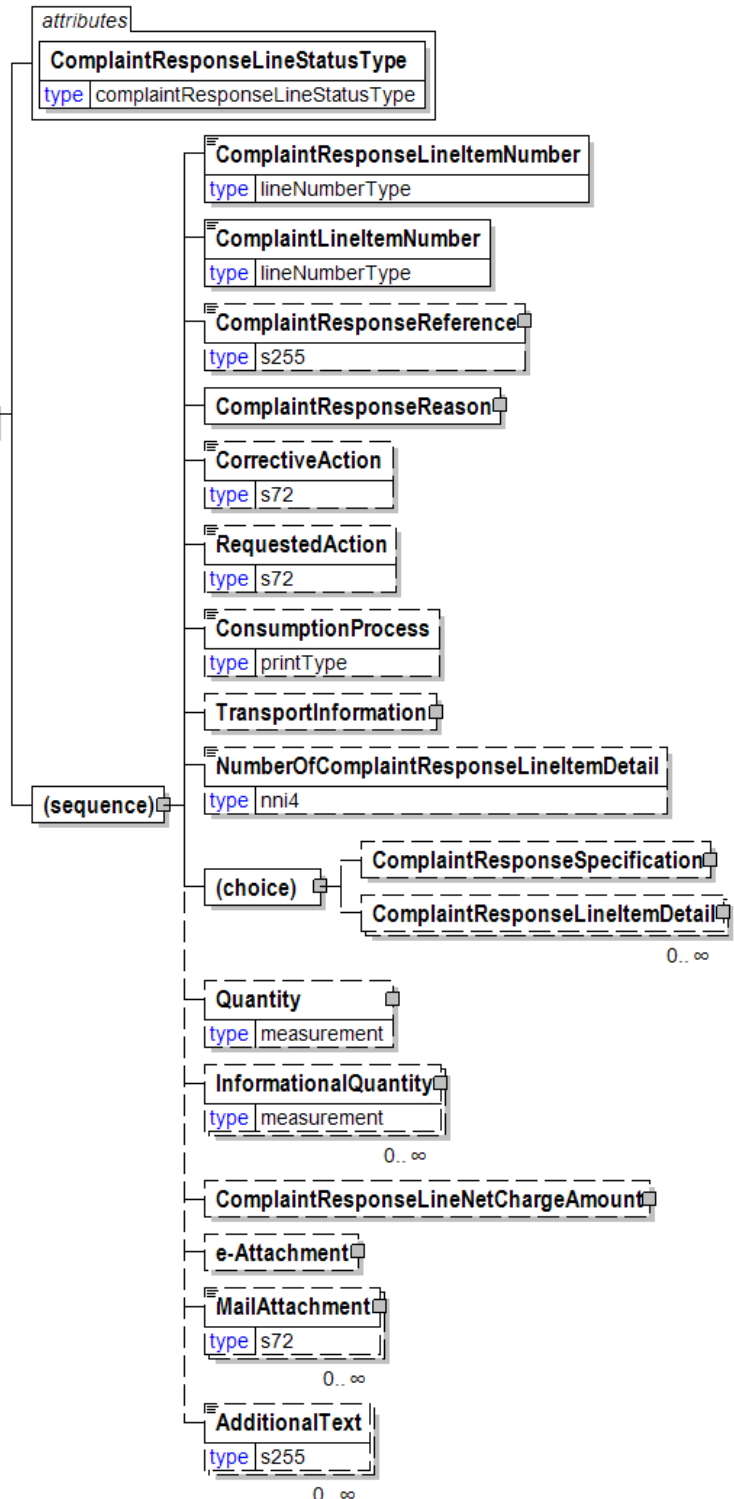 attributes
ComplaintResponseLineStatusType
type complaintResponseLineStatusType
ComplaintResponseLineItemNumber
type lineNumberType
ComplaintLineItemNumber
type lineNumberType
ComplaintResponseReference
type s255
ComplaintResponseReason
CorrectiveAction
type s72
RequestedAction
type s72
ConsumptionProcess
type printType
TransportInformation
NumberOfComplaintResponseLineItemDetail
type nni4
(sequence)
ComplaintResponseSpecification
(choice)
ComplaintResponseLineItemDetail
0.. ∞
Quantity
type measurement
InformationalQuantity
type measurement
0.. ∞
ComplaintResponseLineNetChargeAmount
e-Attachment
MailAttachment
type s72
0.. ∞
AdditionalText
type s255
0.. ∞